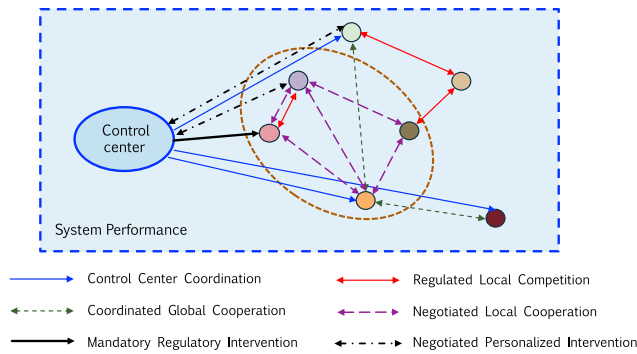 Control
center
System Performance
Control Center Coordination
Regulated Local Competition
Coordinated Global Cooperation
Negotiated Local Cooperation
Mandatory Regulatory Intervention
Negotiated Personalized Intervention